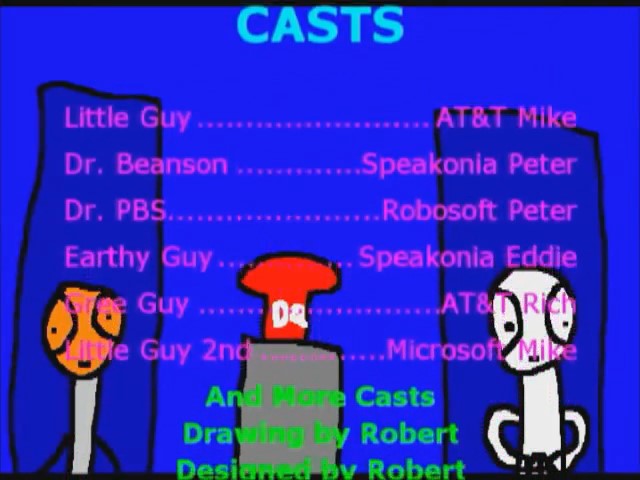 CASTS
Little Guy ........................ AT&T Mike
Dr. Beanson .............Speakonia Peter
Dr. PBS......................Robosoft Peter
Earthy Guy .............. Speakonia Eddie
Gree Guy .........................AT&T Rich
Little Guy 2nd .............Microsoft Mike
And More Casts
Drawing by Robert
Designed by Robert